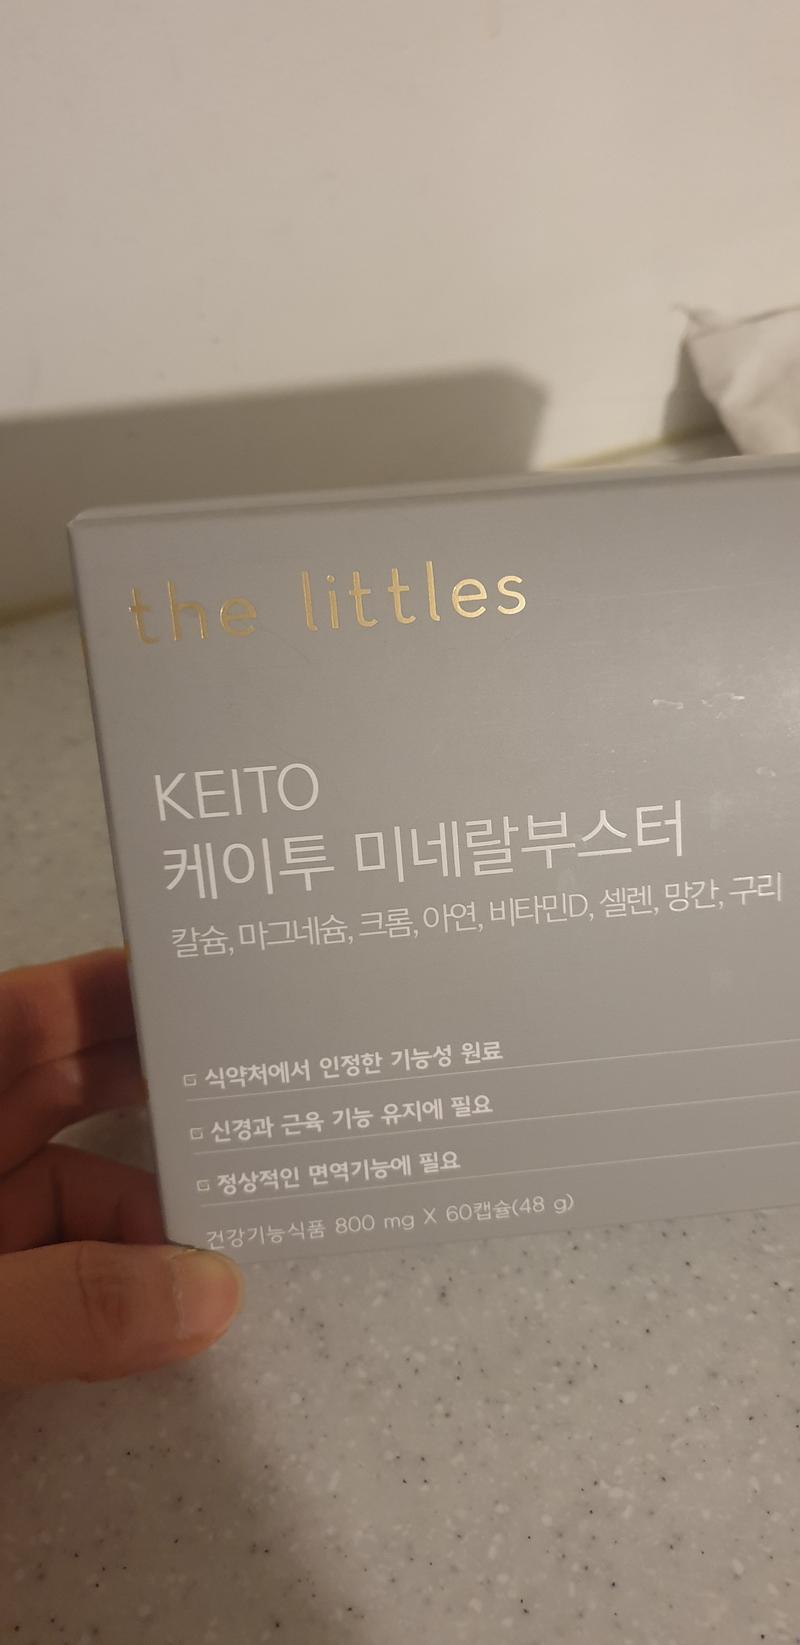 the littles
KEITO
케이투 미네랄부스터
칼슘, 마그네슘, 크롬, 아연, 비타민D, 셀렌, 망간, 구리
식약처에서 인정한 기능성 원료
신경과 근육 기능 유지에 필요
정상적인 면역기능에 필요
건강기능식품 800 mg X 60캡슐(48 g)